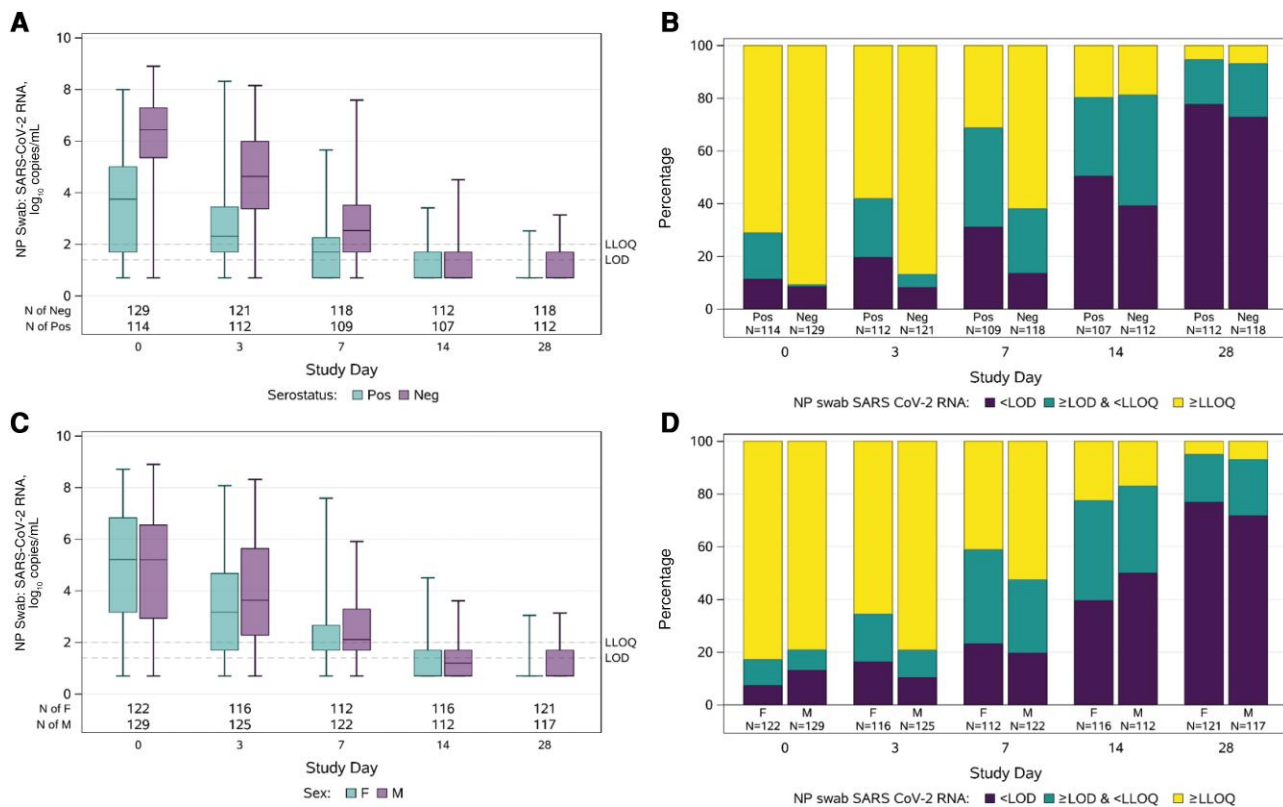 A
NP Swab: SARS-CoV-2 RNA,
log10 copies/mL
10
8
6
4
2
0
LLOQ
LOD
N of Neg 129 121 118 112 118
N of Pos 114 112 109 107 112
0 3 7 14 28
Study Day
Serostatus: Pos Neg
B
Percentage
100
80
60
40
20
0
Pos Neg Pos Neg Pos Neg Pos Neg Pos Neg
N=114 N=129 N=112 N=121 N=109 N=118 N=107 N=112 N=112 N=118
0 3 7 14 28
Study Day
NP swab SARS CoV-2 RNA: <LOD ≥LOD & <LLOQ ≥LLOQ
C
NP Swab: SARS-CoV-2 RNA,
log10 copies/mL
10
8
6
4
2
0
LLOQ
LOD
N of F 122 116 112 116 121
N of M 129 125 122 112 117
0 3 7 14 28
Study Day
Sex: F M
D
Percentage
100
80
60
40
20
0
F M F M F M F M F M
N=122 N=129 N=116 N=125 N=112 N=122 N=116 N=112 N=121 N=117
0 3 7 14 28
Study Day
NP swab SARS CoV-2 RNA: <LOD ≥LOD & <LLOQ ≥LLOQ